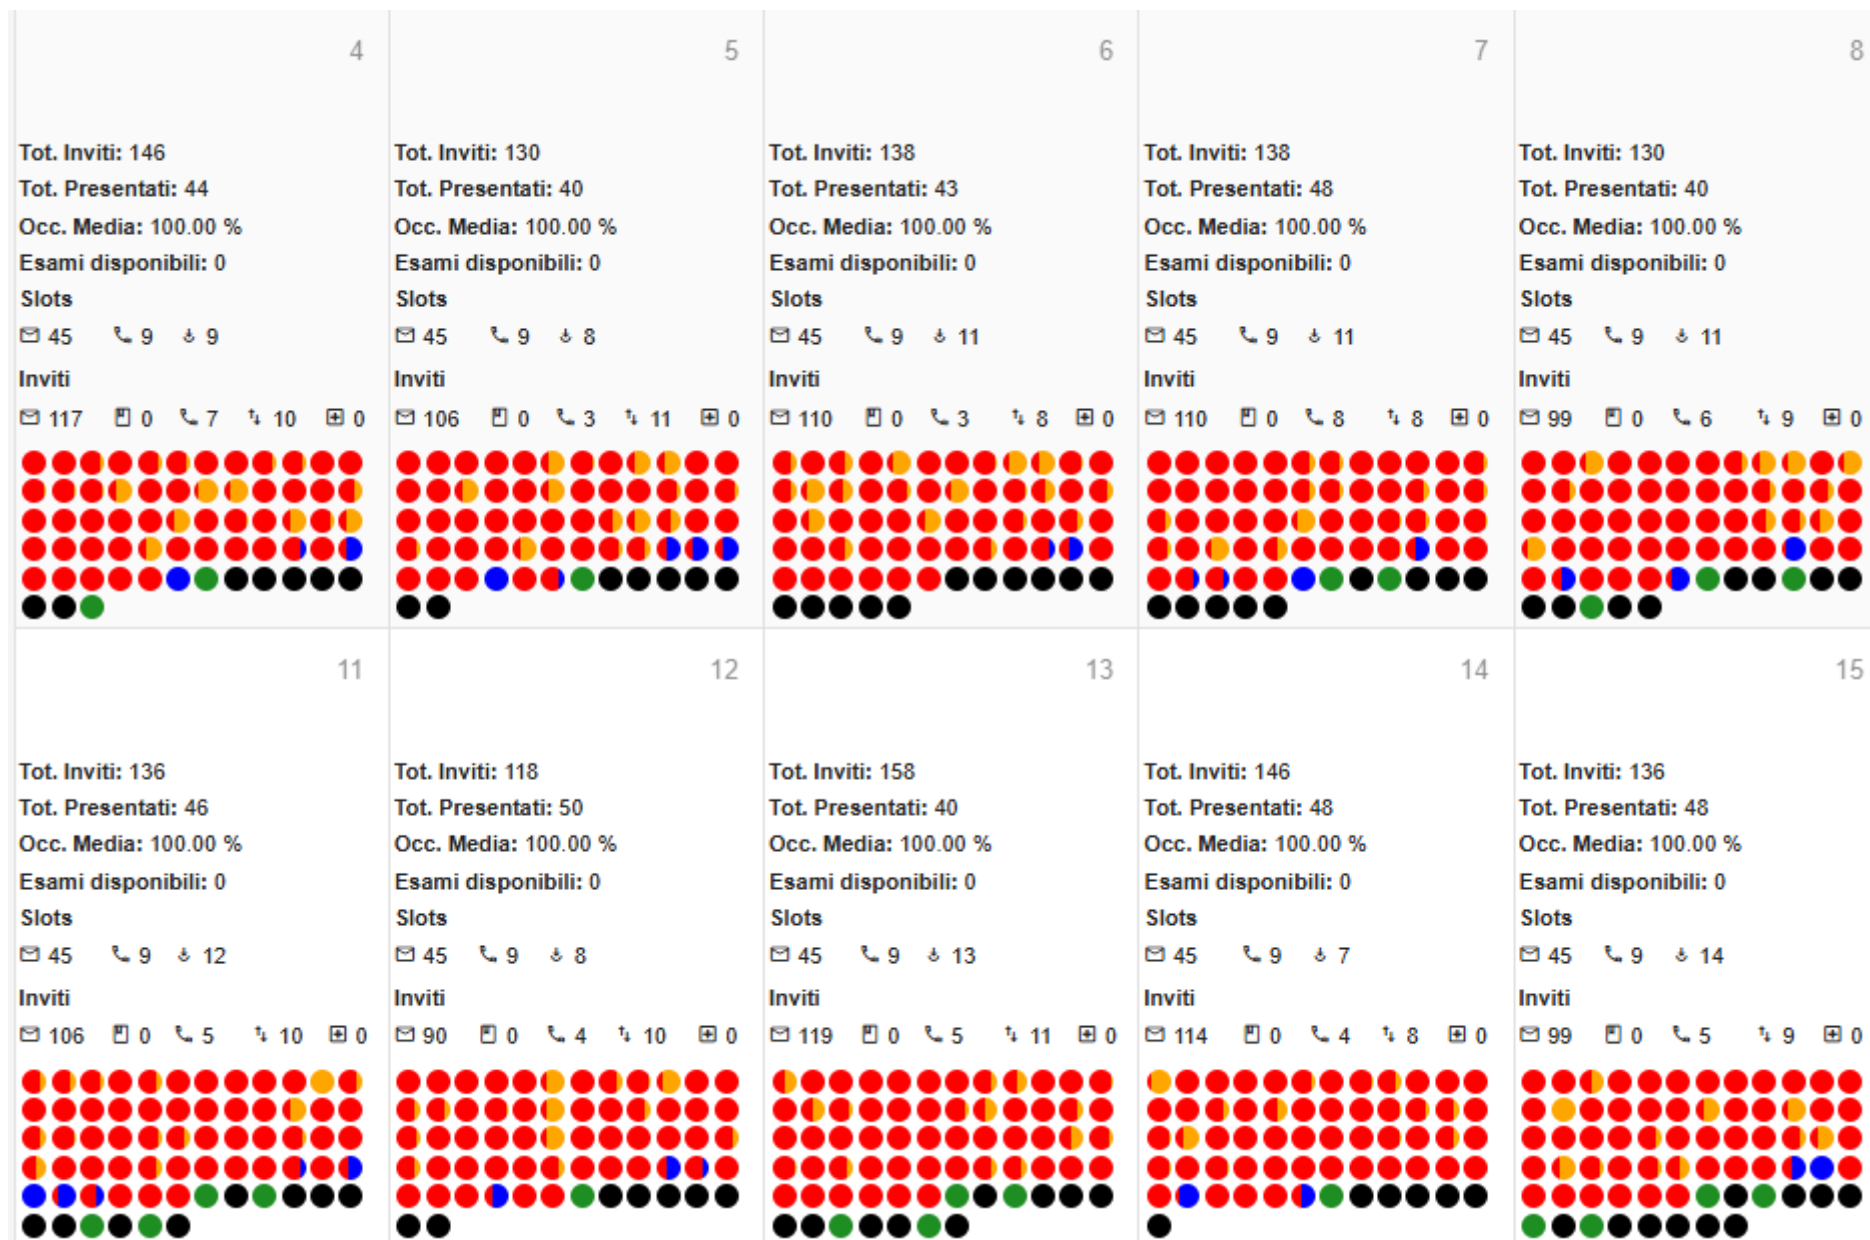 4
Tot. Inviti: 146
Tot. Presentati: 44
Occ. Media: 100.00 %
Esami disponibili: 0
Slots
45 9 9
Inviti
117 0 7 10 0
5
Tot. Inviti: 130
Tot. Presentati: 40
Occ. Media: 100.00 %
Esami disponibili: 0
Slots
45 9 8
Inviti
106 0 3 11 0
6
Tot. Inviti: 138
Tot. Presentati: 43
Occ. Media: 100.00 %
Esami disponibili: 0
Slots
45 9 11
Inviti
110 0 3 8 0
7
Tot. Inviti: 138
Tot. Presentati: 48
Occ. Media: 100.00 %
Esami disponibili: 0
Slots
45 9 11
Inviti
110 0 8 8 0
8
Tot. Inviti: 130
Tot. Presentati: 40
Occ. Media: 100.00 %
Esami disponibili: 0
Slots
45 9 11
Inviti
99 0 6 9 0
11
Tot. Inviti: 136
Tot. Presentati: 46
Occ. Media: 100.00 %
Esami disponibili: 0
Slots
45 9 12
Inviti
106 0 5 10 0
12
Tot. Inviti: 118
Tot. Presentati: 50
Occ. Media: 100.00 %
Esami disponibili: 0
Slots
45 9 8
Inviti
90 0 4 10 0
13
Tot. Inviti: 158
Tot. Presentati: 40
Occ. Media: 100.00 %
Esami disponibili: 0
Slots
45 9 13
Inviti
119 0 5 11 0
14
Tot. Inviti: 146
Tot. Presentati: 48
Occ. Media: 100.00 %
Esami disponibili: 0
Slots
45 9 7
Inviti
114 0 4 8 0
15
Tot. Inviti: 136
Tot. Presentati: 48
Occ. Media: 100.00 %
Esami disponibili: 0
Slots
45 9 14
Inviti
99 0 5 9 0